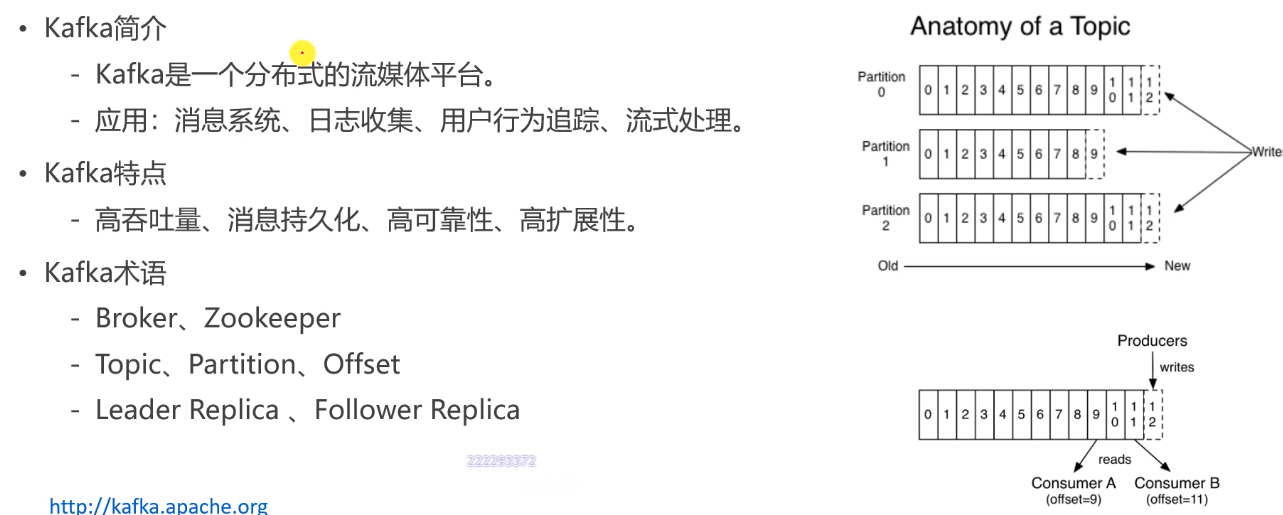 Kafka简介
- Kafka是一个分布式的流媒体平台。
- 应用：消息系统、日志收集、用户行为追踪、流式处理。
Kafka特点
- 高吞吐量、消息持久化、高可靠性、高扩展性。
Kafka术语
- Broker、Zookeeper
- Topic、Partition、Offset
- Leader Replica 、Follower Replica
222293372
http://kafka.apache.org
Anatomy of a Topic
Partition 0
0 1 2 3 4 5 6 7 8 9 10 11 12
Partition 1
0 1 2 3 4 5 6 7 8 9
Writes
Partition 2
0 1 2 3 4 5 6 7 8 9 10 11 12
Old
New
Producers
writes
0 1 2 3 4 5 6 7 8 9 10 11 12
reads
Consumer A
(offset=9)
Consumer B
(offset=11)